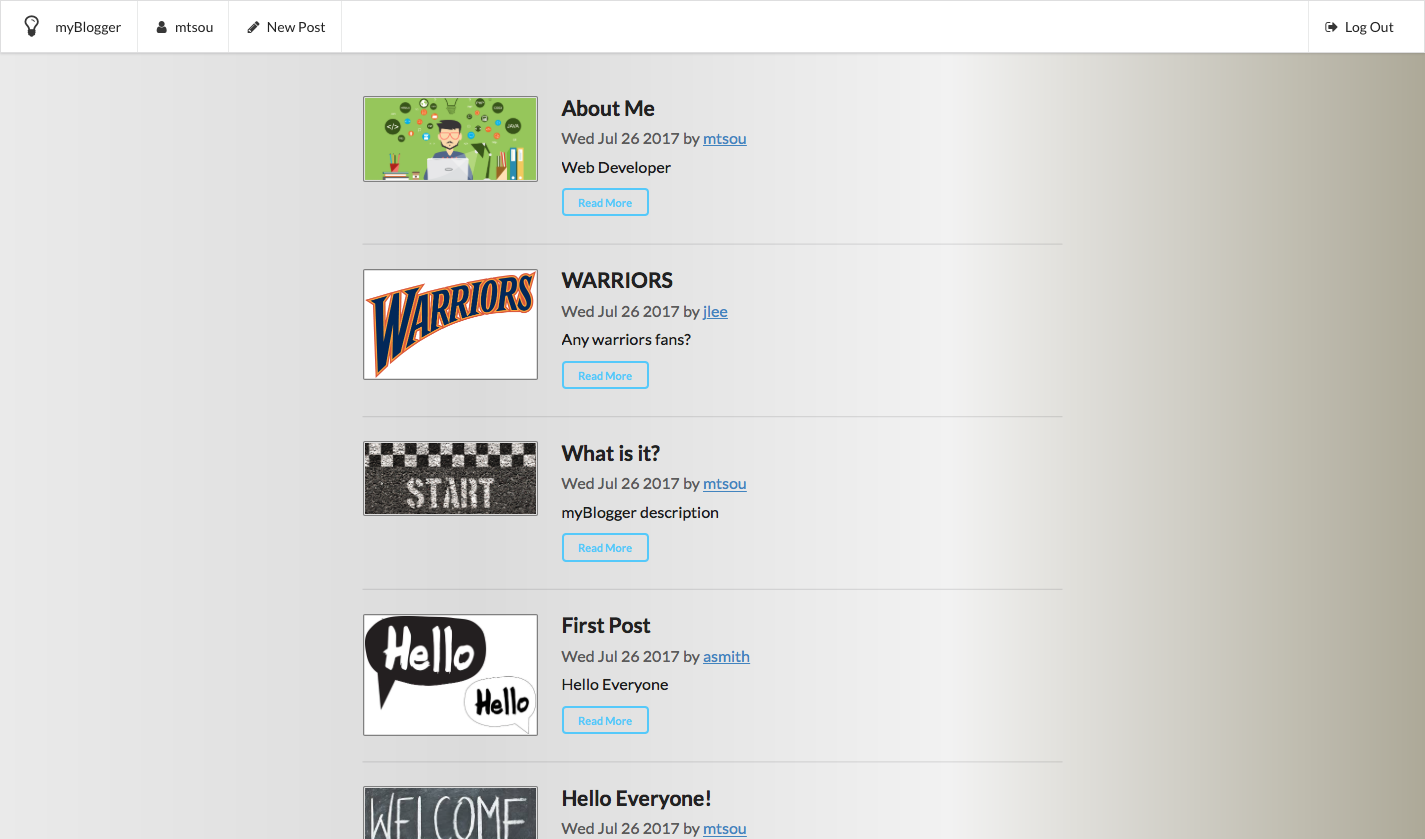 myBlogger
mtsou
New Post
Log Out
</>
JAVA
About Me
Wed Jul 26 2017 by mtsou
Web Developer
Read More
WARRIORS
WARRIORS
Wed Jul 26 2017 by jlee
Any warriors fans?
Read More
START
What is it?
Wed Jul 26 2017 by mtsou
myBlogger description
Read More
Hello
Hello
First Post
Wed Jul 26 2017 by asmith
Hello Everyone
Read More
WELCOME
Hello Everyone!
Wed Jul 26 2017 by mtsou